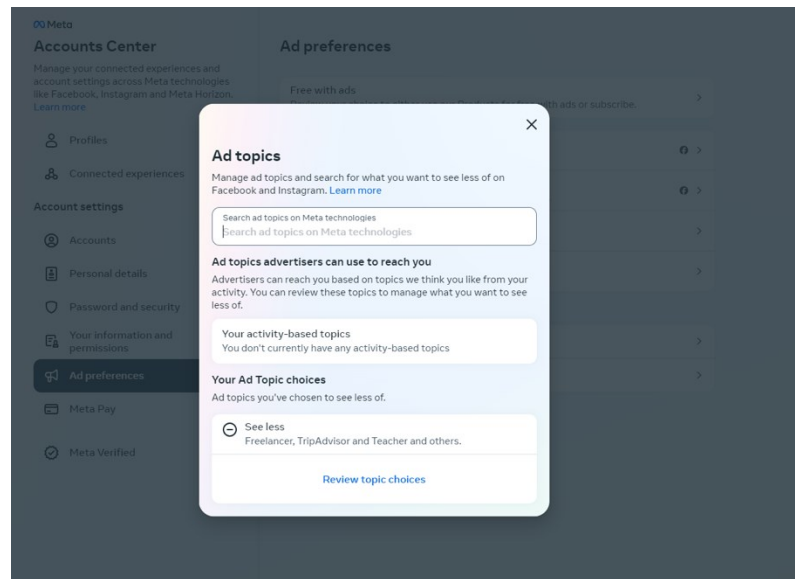 Meta
Accounts Center
Manage your connected experiences and
account settings across Meta technologies
like Facebook, Instagram and Meta Horizon.
Learn more
Profiles
Connected experiences
Account settings
Accounts
Personal details
Password and security
Your information and
permissions
Ad preferences
Meta Pay
Meta Verified
Ad preferences
Free with ads
with ads or subscribe.
Ad topics
Manage ad topics and search for what you want to see less of on
Facebook and Instagram. Learn more
Search ad topics on Meta technologies
Search ad topics on Meta technologies
Ad topics advertisers can use to reach you
Advertisers can reach you based on topics we think you like from your
activity. You can review these topics to manage what you want to see
less of.
Your activity-based topics
You don't currently have any activity-based topics
Your Ad Topic choices
Ad topics you've chosen to see less of.
See less
Freelancer, TripAdvisor and Teacher and others.
Review topic choices